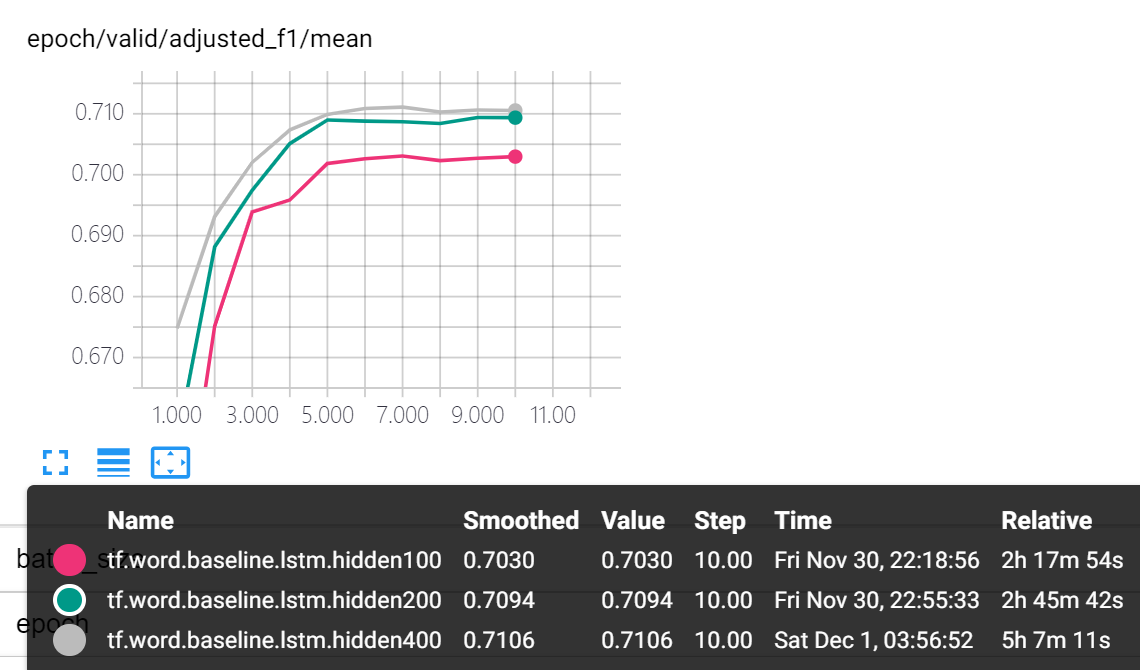 epoch/valid/adjusted_f1/mean
0.710
0.700
0.690
0.680
0.670
1.000 3.000 5.000 7.000 9.000 11.00
Name Smoothed Value Step Time Relative
tf.word.baseline.lstm.hidden100 0.7030 0.7030 10.00 Fri Nov 30, 22:18:56 2h 17m 54s
tf.word.baseline.lstm.hidden200 0.7094 0.7094 10.00 Fri Nov 30, 22:55:33 2h 45m 42s
epoch
tf.word.baseline.lstm.hidden400 0.7106 0.7106 10.00 Sat Dec 1, 03:56:52 5h 7m 11s